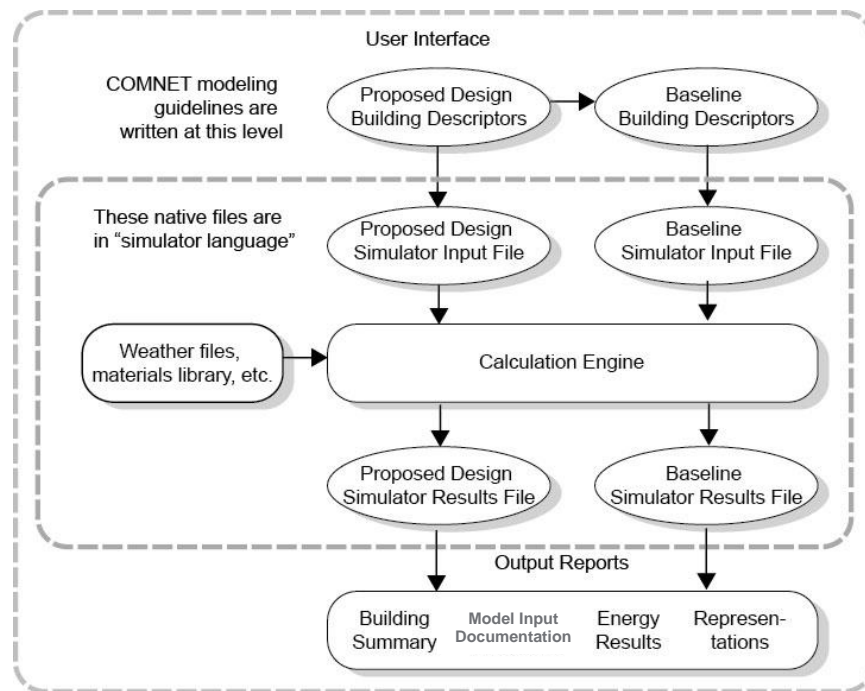 User Interface
COMNET modeling
guidelines are
written at this level
Proposed Design
Building Descriptors
Baseline
Building Descriptors
These native files are
in “simulator language”
Proposed Design
Simulator Input File
Baseline
Simulator Input File
Weather files,
materials library, etc.
Calculation Engine
Proposed Design
Simulator Results File
Baseline
Simulator Results File
Output Reports
Building
Summary
Model Input
Documentation
Energy
Results
Represen-
tations